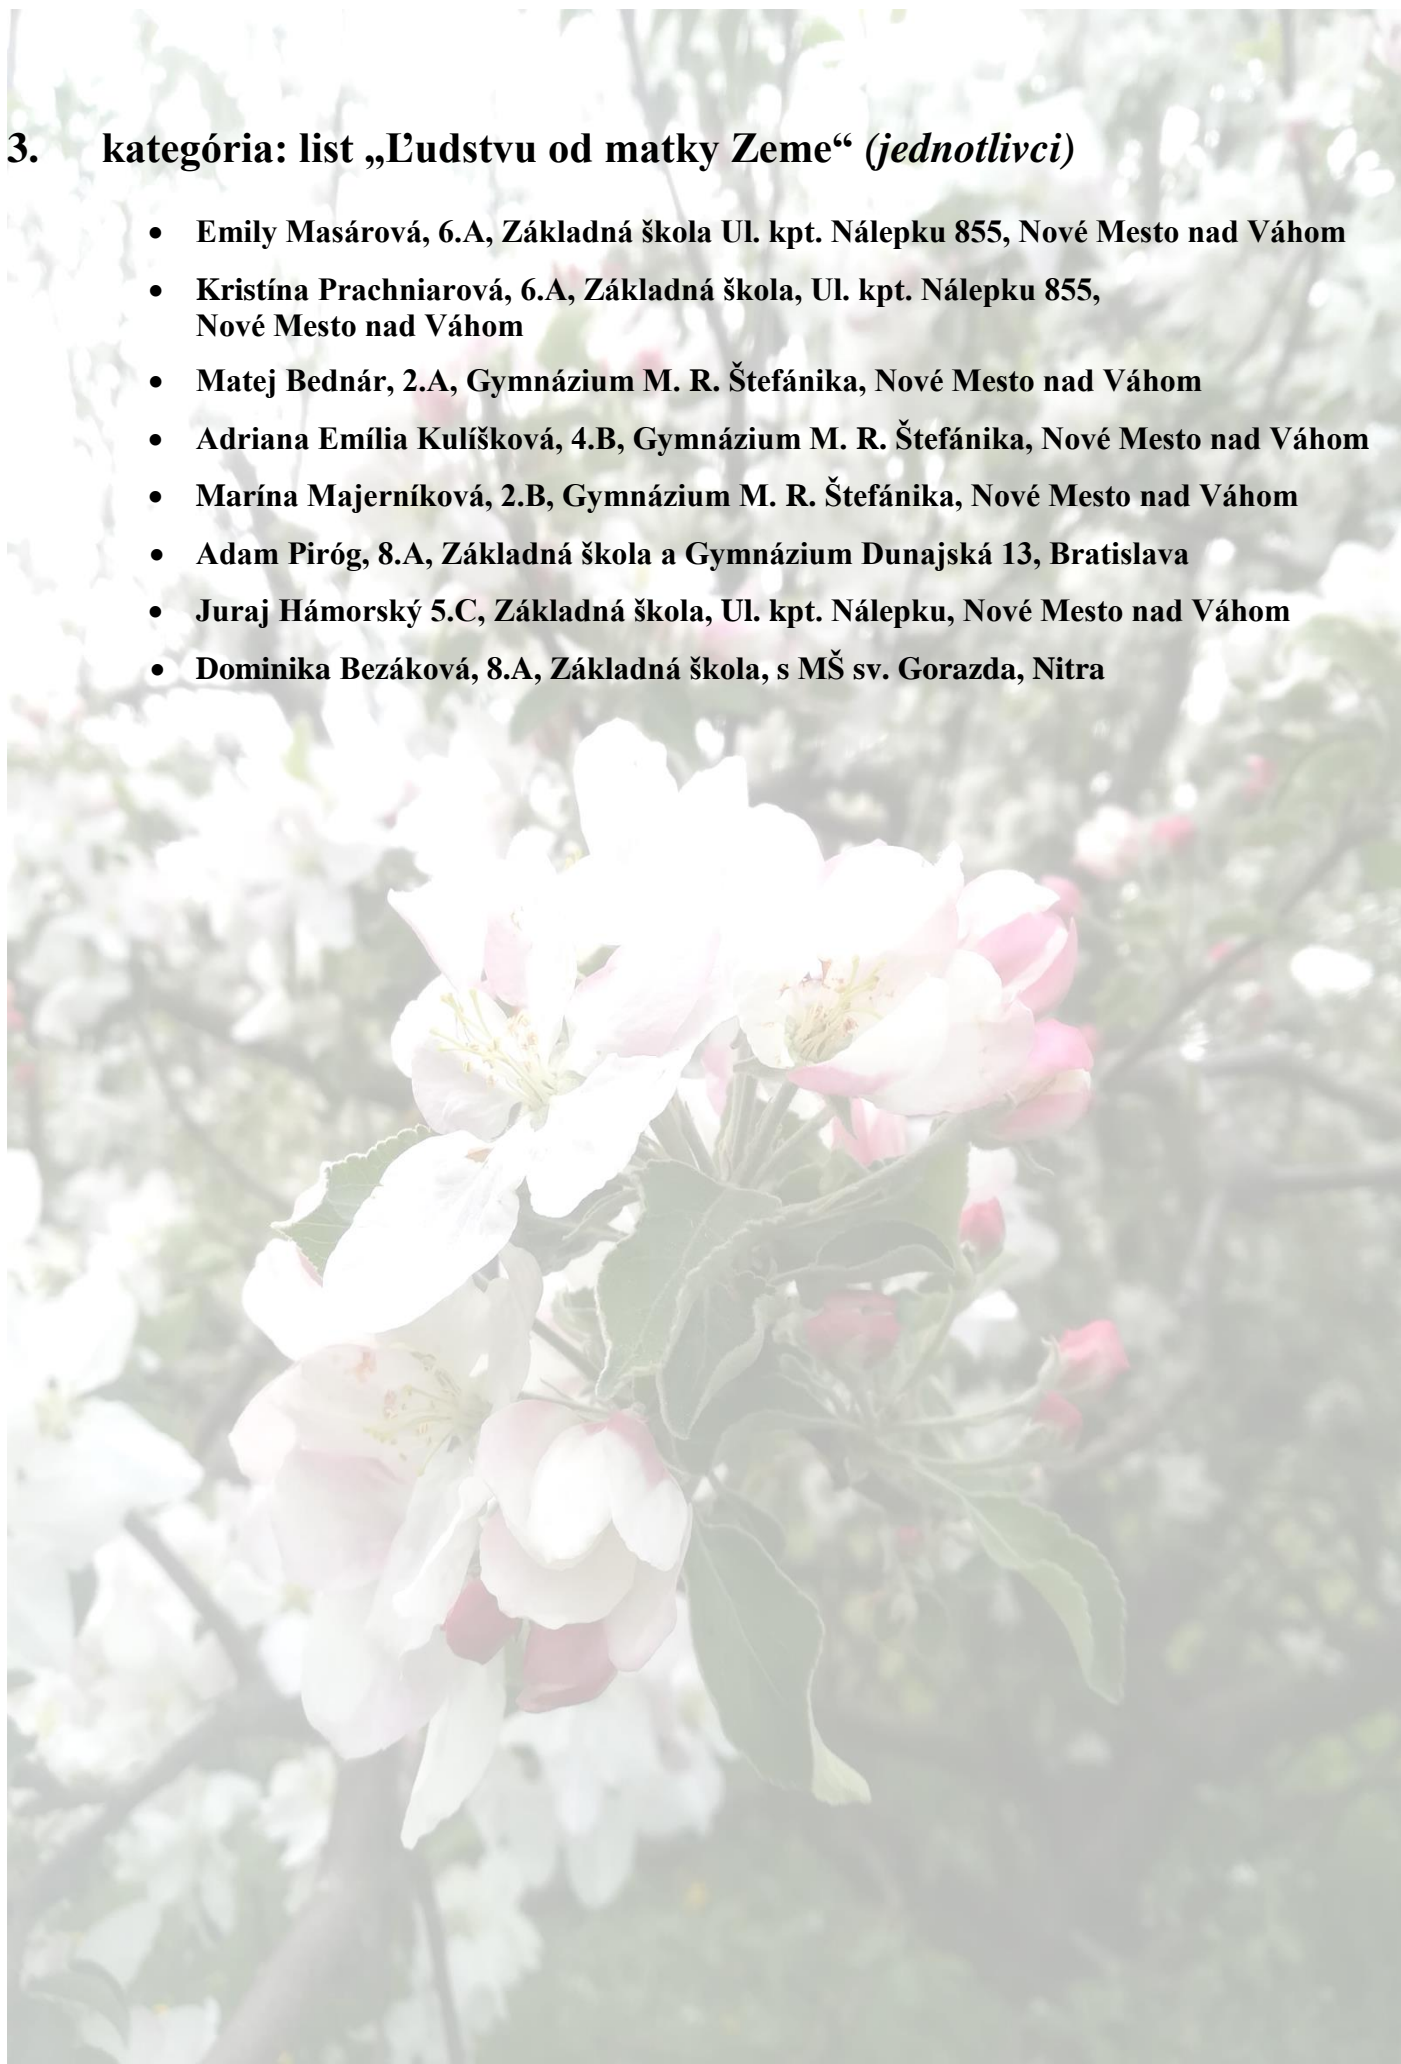 3. kategória: list „Ľudstvu od matky Zeme“ (jednotlivci)
• Emily Masárová, 6.A, Základná škola Ul. kpt. Nálepku 855, Nové Mesto nad Váhom
• Kristína Prachniarová, 6.A, Základná škola, Ul. kpt. Nálepku 855,
Nové Mesto nad Váhom
• Matej Bednár, 2.A, Gymnázium M. R. Štefánika, Nové Mesto nad Váhom
• Adriana Emília Kulíšková, 4.B, Gymnázium M. R. Štefánika, Nové Mesto nad Váhom
• Marína Majerníková, 2.B, Gymnázium M. R. Štefánika, Nové Mesto nad Váhom
• Adam Piróg, 8.A, Základná škola a Gymnázium Dunajská 13, Bratislava
• Juraj Hámorský 5.C, Základná škola, Ul. kpt. Nálepku, Nové Mesto nad Váhom
• Dominika Bezáková, 8.A, Základná škola, s MŠ sv. Gorazda, Nitra